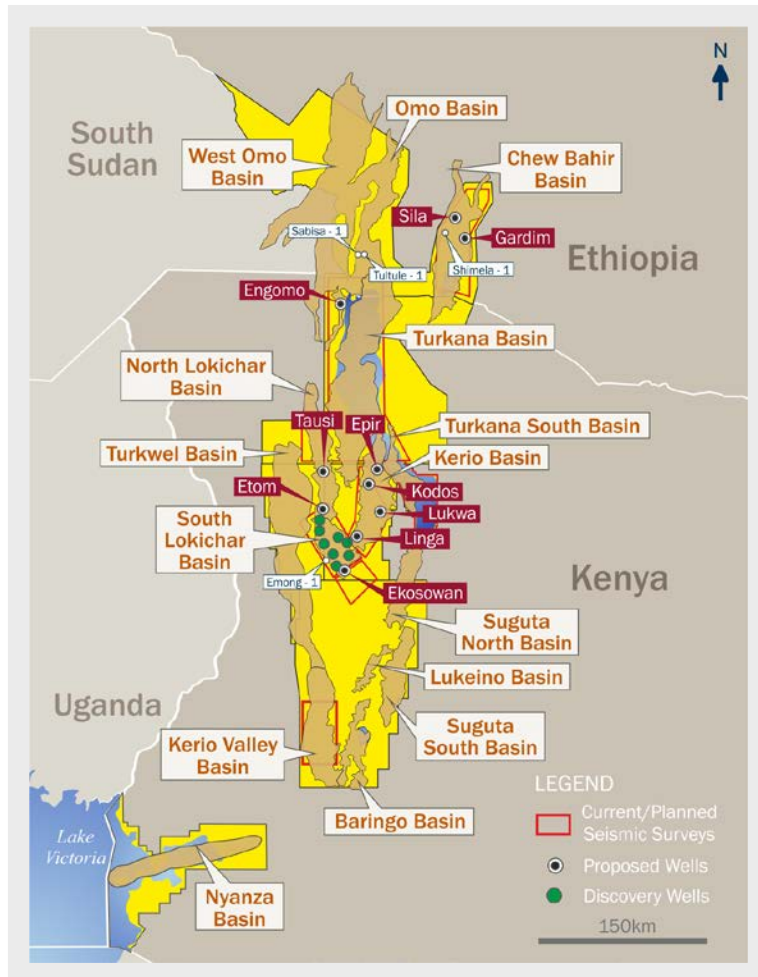 N
Omo Basin
South
Sudan
West Omo
Basin
Chew Bahir
Basin
Sila
Gardim
Sabisa - 1
Tultule - 1
Shimela - 1
Ethiopia
Engomo
Turkana Basin
North Lokichar
Basin
Tausi
Epir
Turkana South Basin
Turkwel Basin
Kerio Basin
Etom
Kodos
Lukwa
South
Lokichar
Basin
Linga
Emong - 1
Ekosowan
Kenya
Suguta
North Basin
Lukeino Basin
Uganda
Suguta
South Basin
Kerio Valley
Basin
Baringo Basin
LEGEND
Current/Planned
Seismic Surveys
Proposed Wells
Discovery Wells
150km
Lake
Victoria
Nyanza
Basin